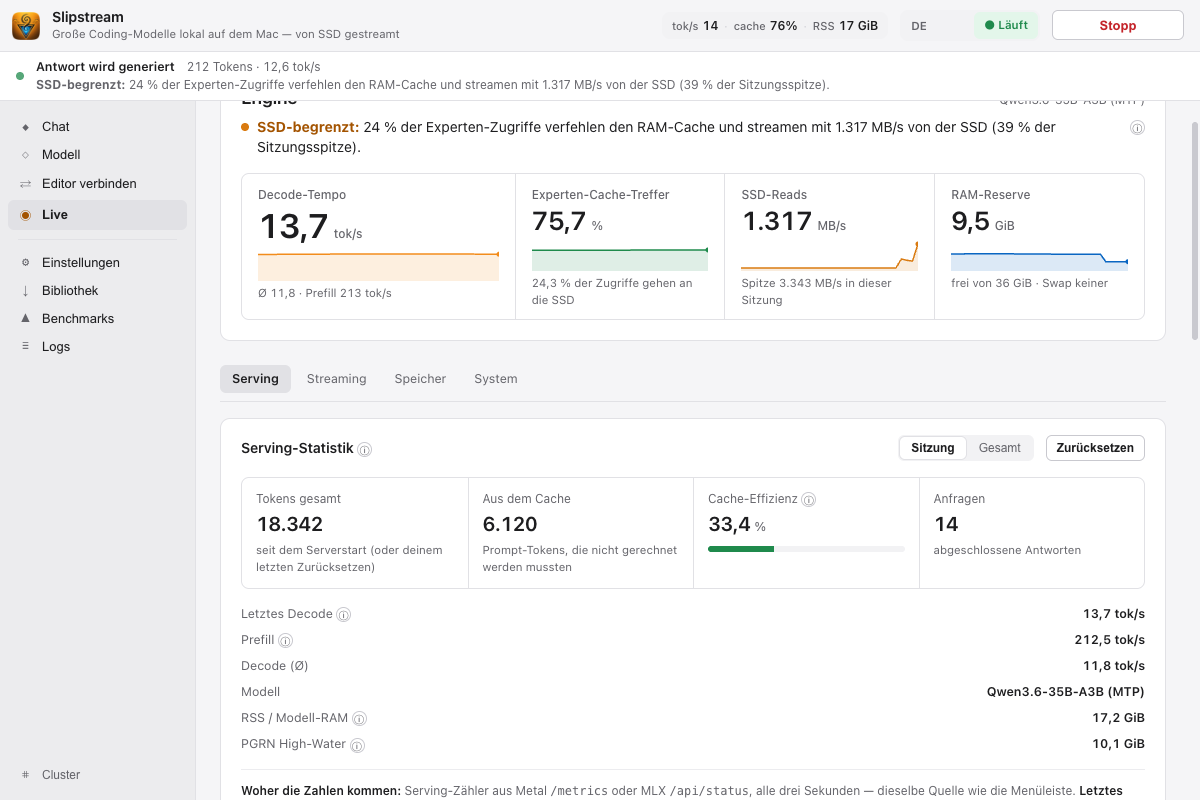 Slipstream
Große Coding-Modelle lokal auf dem Mac — von SSD gestreamt
tok/s 14 · cache 76% · RSS 17 GiB
DE
Läuft
Stopp
Antwort wird generiert 212 Tokens · 12,6 tok/s
SSD-begrenzt: 24 % der Experten-Zugriffe verfehlen den RAM-Cache und streamen mit 1.317 MB/s von der SSD (39 % der Sitzungsspitze).
Chat
Modell
Editor verbinden
Live
Einstellungen
Bibliothek
Benchmarks
Logs
Cluster
Engine
Qwen3.6-35B-A3B (MTP)
SSD-begrenzt: 24 % der Experten-Zugriffe verfehlen den RAM-Cache und streamen mit 1.317 MB/s von der SSD (39 % der
Sitzungsspitze).
Decode-Tempo
13,7 tok/s
Ø 11,8 · Prefill 213 tok/s
Experten-Cache-Treffer
75,7 %
24,3 % der Zugriffe gehen an
die SSD
SSD-Reads
1.317 MB/s
Spitze 3.343 MB/s in dieser
Sitzung
RAM-Reserve
9,5 GiB
frei von 36 GiB · Swap keiner
Serving
Streaming
Speicher
System
Serving-Statistik
Sitzung
Gesamt
Zurücksetzen
Tokens gesamt
18.342
seit dem Serverstart (oder deinem
letzten Zurücksetzen)
Aus dem Cache
6.120
Prompt-Tokens, die nicht gerechnet
werden mussten
Cache-Effizienz
33,4 %
Anfragen
14
abgeschlossene Antworten
Letztes Decode 13,7 tok/s
Prefill 212,5 tok/s
Decode (Ø) 11,8 tok/s
Modell Qwen3.6-35B-A3B (MTP)
RSS / Modell-RAM 17,2 GiB
PGRN High-Water 10,1 GiB
Woher die Zahlen kommen: Serving-Zähler aus Metal /metrics oder MLX /api/status, alle drei Sekunden — dieselbe Quelle wie die Menüleiste. Letztes